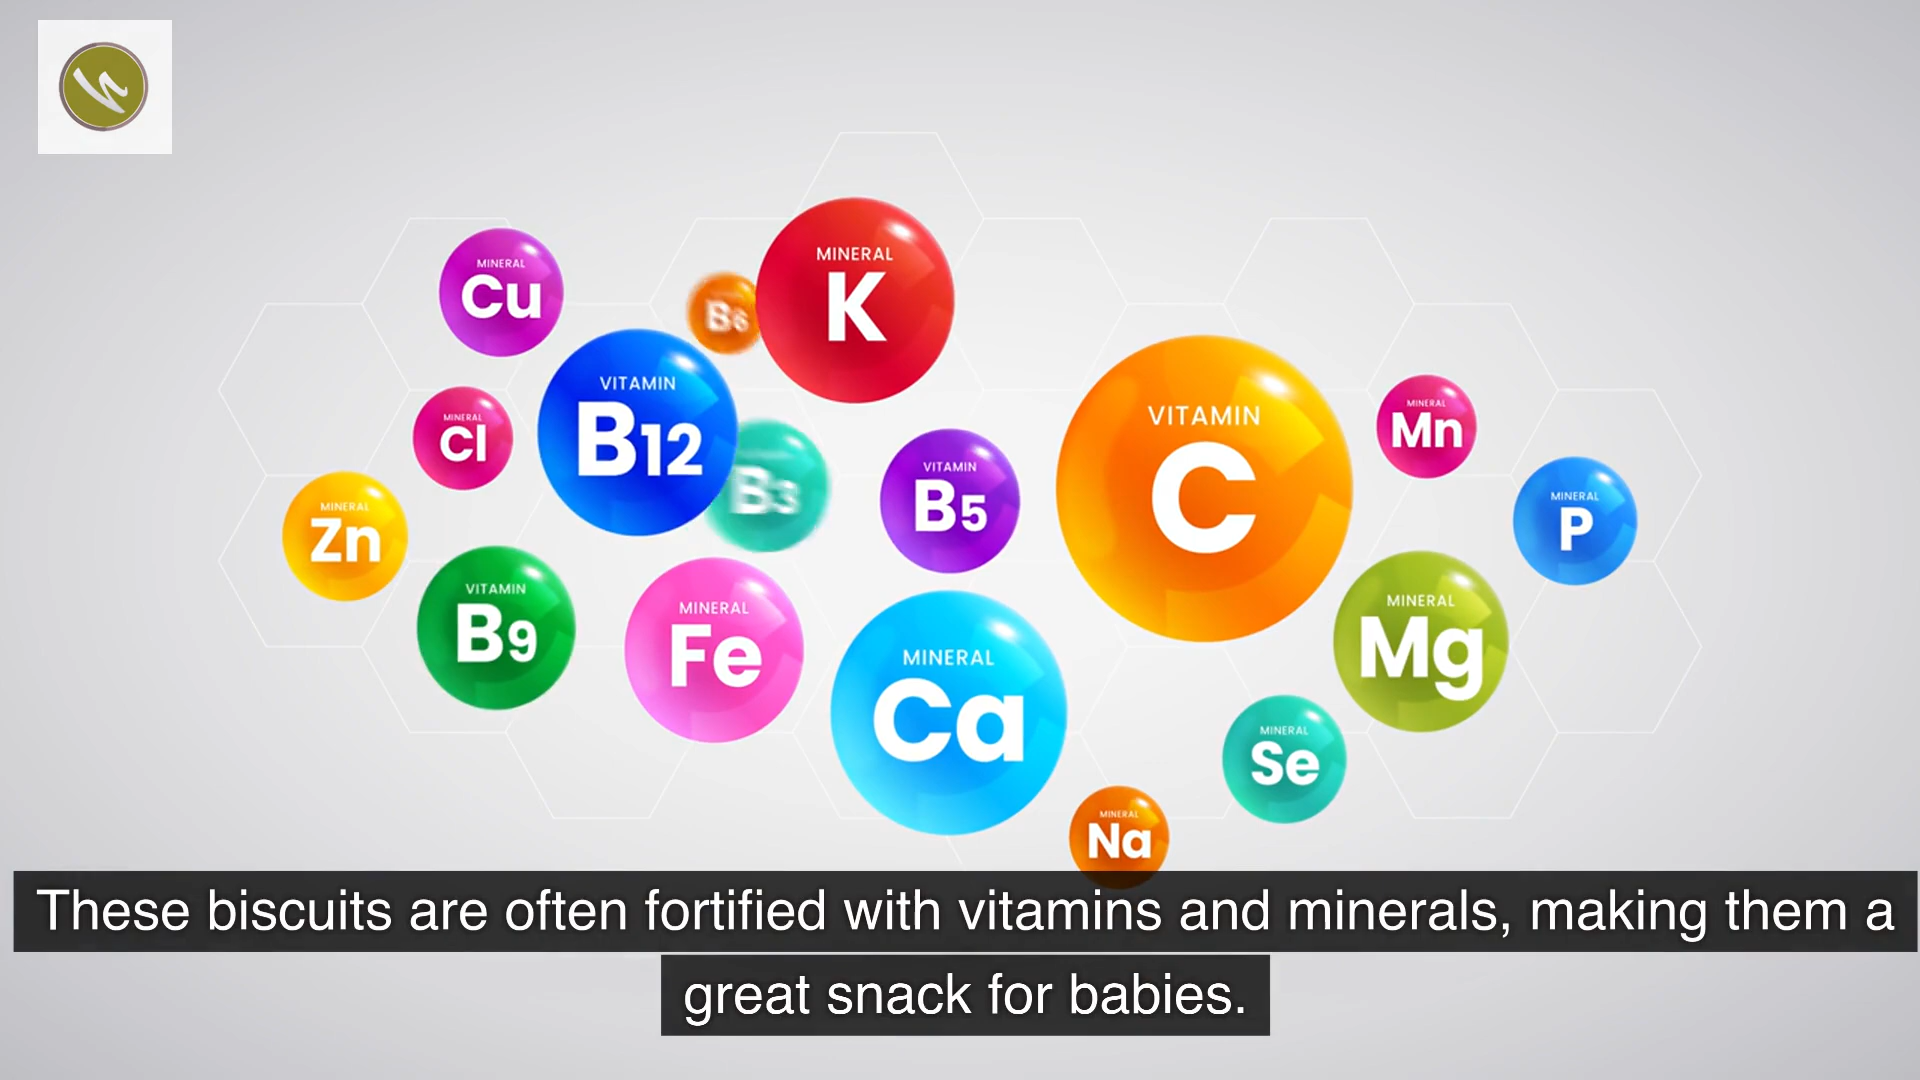 MINERAL
Cu
B6
MINERAL
K
MINERAL
Cl
VITAMIN
B12
B3
VITAMIN
B5
VITAMIN
C
MINERAL
Mn
MINERAL
P
MINERAL
Zn
VITAMIN
B9
MINERAL
Fe
MINERAL
Ca
MINERAL
Mg
MINERAL
Se
MINERAL
Na
These biscuits are often fortified with vitamins and minerals, making them a
great snack for babies.